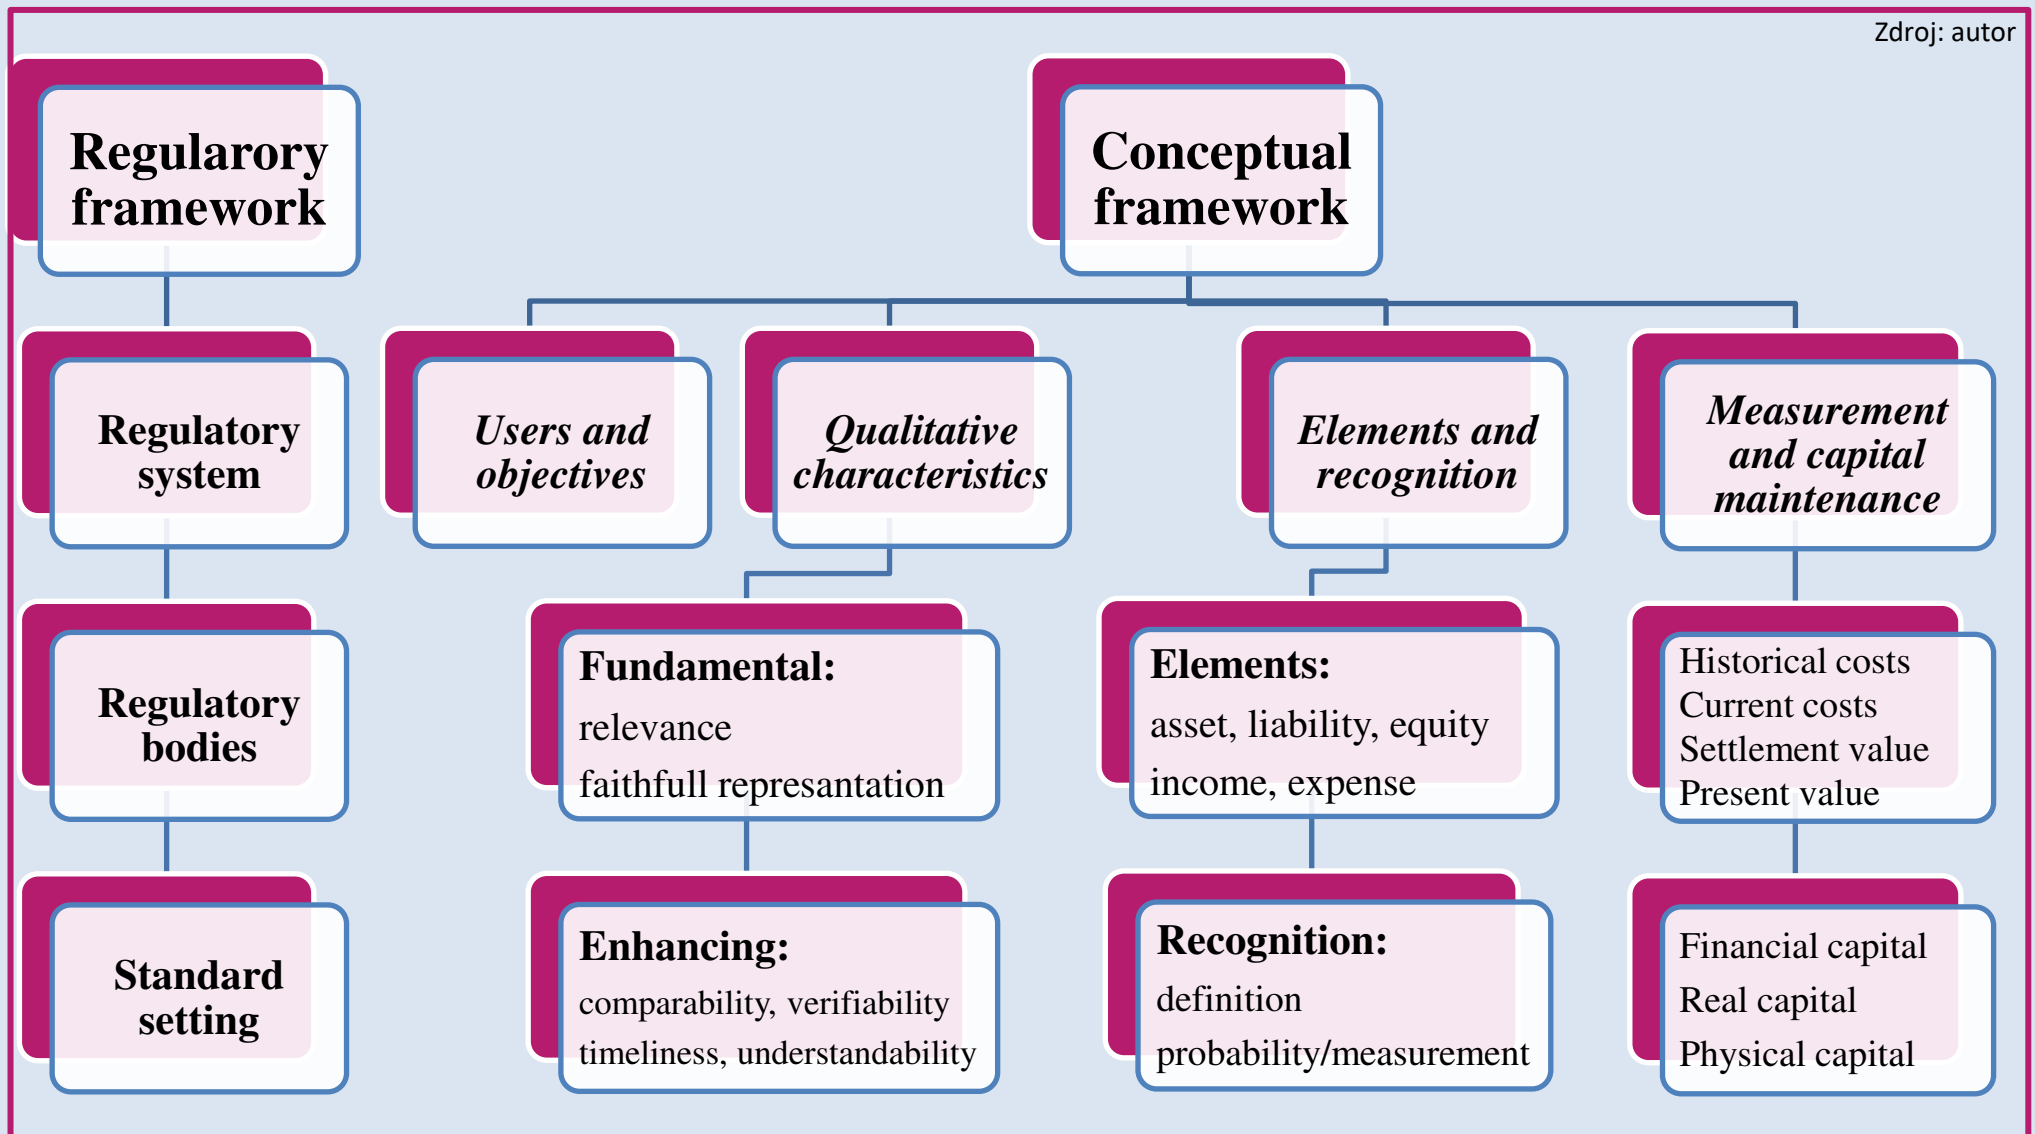 Zdroj: autor
Regularory
framework
Conceptual
framework
Regulatory
system
Users and
objectives
Qualitative
characteristics
Elements and
recognition
Measurement
and capital
maintenance
Regulatory
bodies
Fundamental:
relevance
faithfull represantation
Elements:
asset, liability, equity
income, expense
Historical costs
Current costs
Settlement value
Present value
Standard
setting
Enhancing:
comparability, verifiability
timeliness, understandability
Recognition:
definition
probability/measurement
Financial capital
Real capital
Physical capital